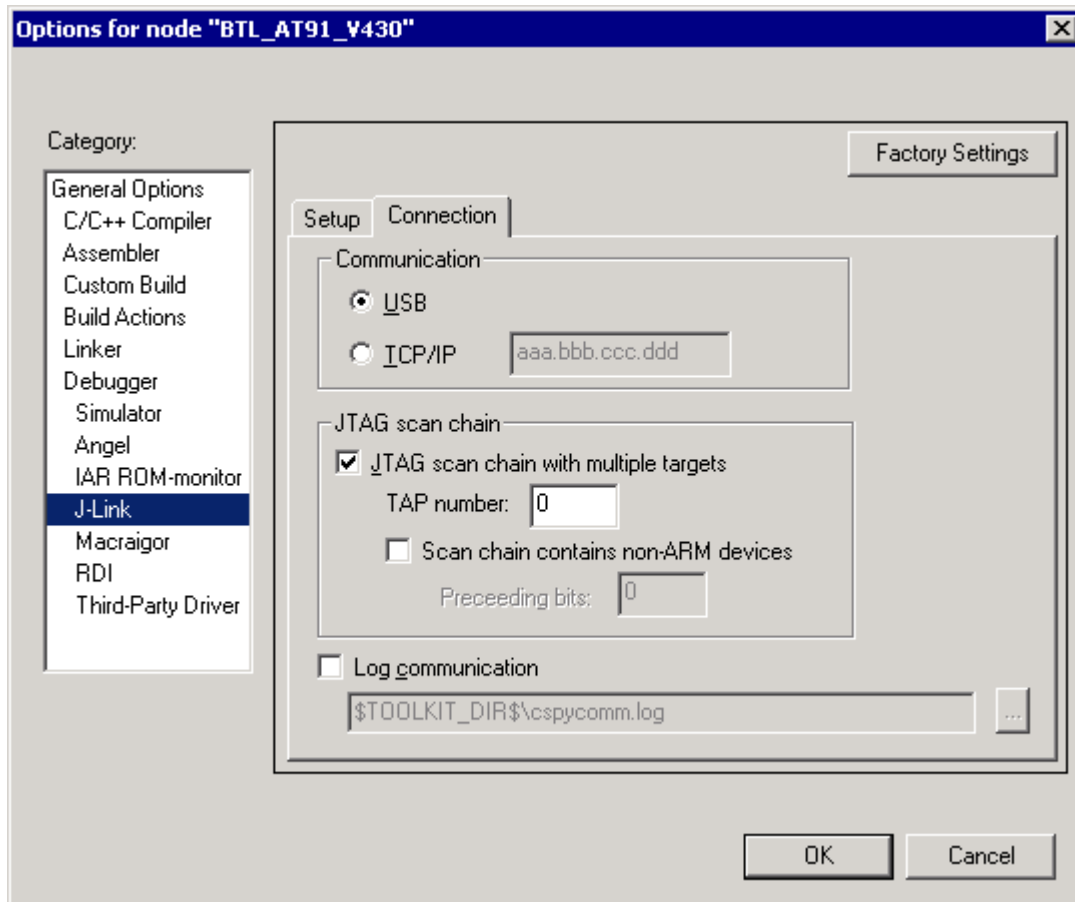 Options for node "BTL_AT91_V430"
Category:
General Options
C/C++ Compiler
Assembler
Custom Build
Build Actions
Linker
Debugger
Simulator
Angel
IAR ROM-monitor
J-Link
Macraigor
RDI
Third-Party Driver
Factory Settings
Setup
Connection
Communication
USB
TCP/IP
aaa.bbb.ccc.ddd
JTAG scan chain
JTAG scan chain with multiple targets
TAP number: 0
Scan chain contains non-ARM devices
Preceeding bits: 0
Log communication
$TOOLKIT_DIR$\cspycomm.log
...
OK
Cancel